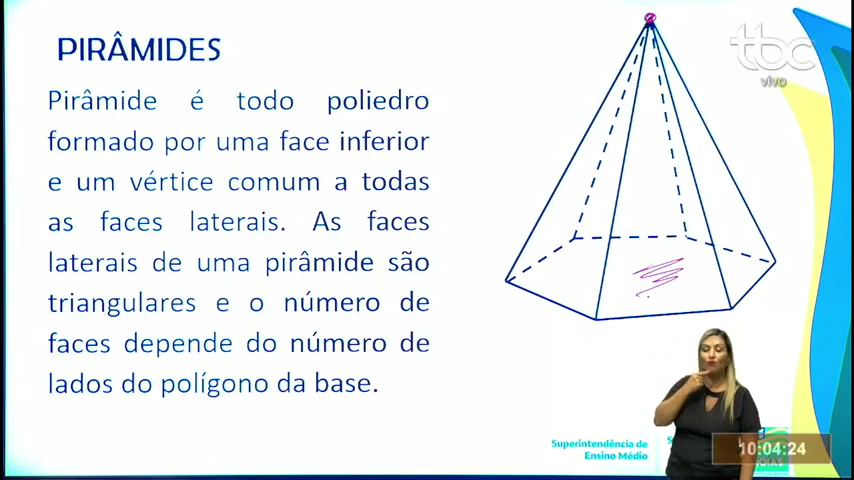 PIRÂMIDES
tbc
vivo
Pirâmide é todo poliedro
formado por uma face inferior
e um vértice comum a todas
as faces laterais. As faces
laterais de uma pirâmide são
triangulares e o número de
faces depende do número de
lados do polígono da base.
Superintendência de
Ensino Médio
10:04:24